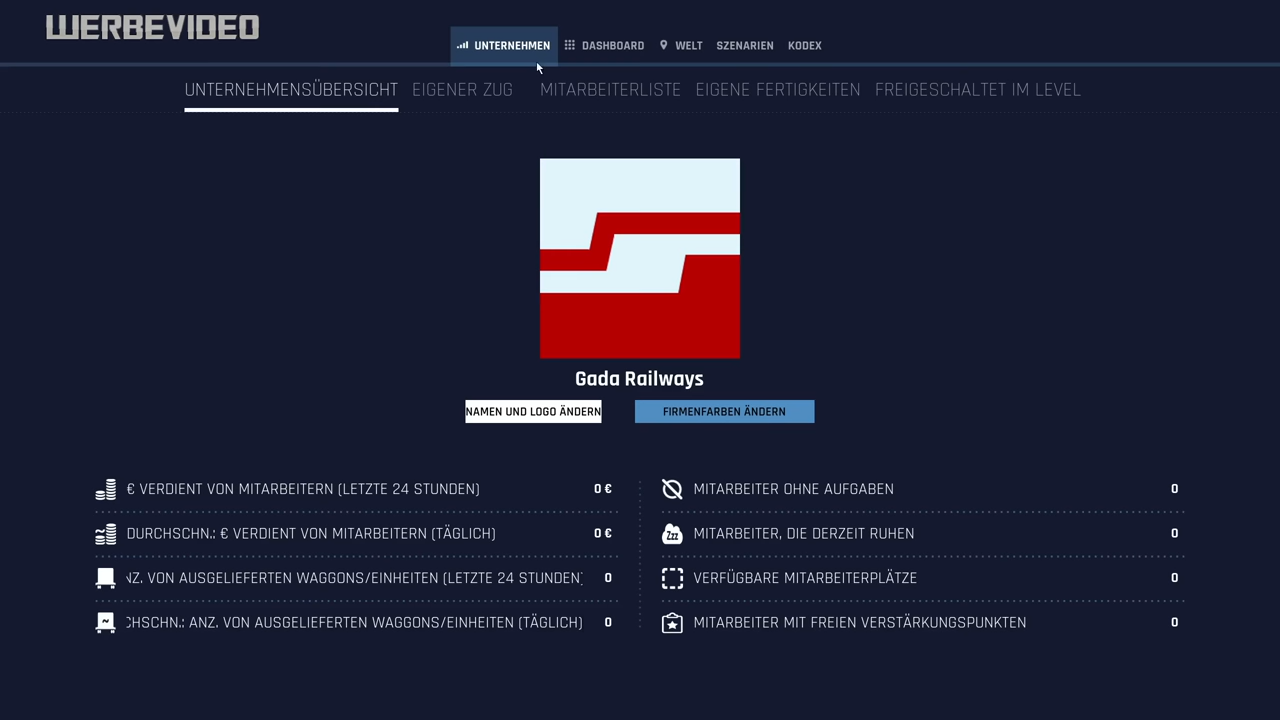 WERBEVIDEO
UNTERNEHMEN DASHBOARD WELT SZENARIEN KODEX
UNTERNEHMENSÜBERSICHT EIGENER ZUG MITARBEITERLISTE EIGENE FERTIGKEITEN FREIGESCHALTET IM LEVEL
Gada Railways
NAMEN UND LOGO ÄNDERN FIRMENFARBEN ÄNDERN
€ VERDIENT VON MITARBEITERN (LETZTE 24 STUNDEN) 0 €
DURCHSCHN.: € VERDIENT VON MITARBEITERN (TÄGLICH) 0 €
NZ. VON AUSGELIEFERTEN WAGGONS/EINHEITEN (LETZTE 24 STUNDEN) 0
CHSCHN.: ANZ. VON AUSGELIEFERTEN WAGGONS/EINHEITEN (TÄGLICH) 0
MITARBEITER OHNE AUFGABEN 0
Zzz MITARBEITER, DIE DERZEIT RUHEN 0
VERFÜGBARE MITARBEITERPLÄTZE 0
MITARBEITER MIT FREIEN VERSTÄRKUNGSPUNKTEN 0